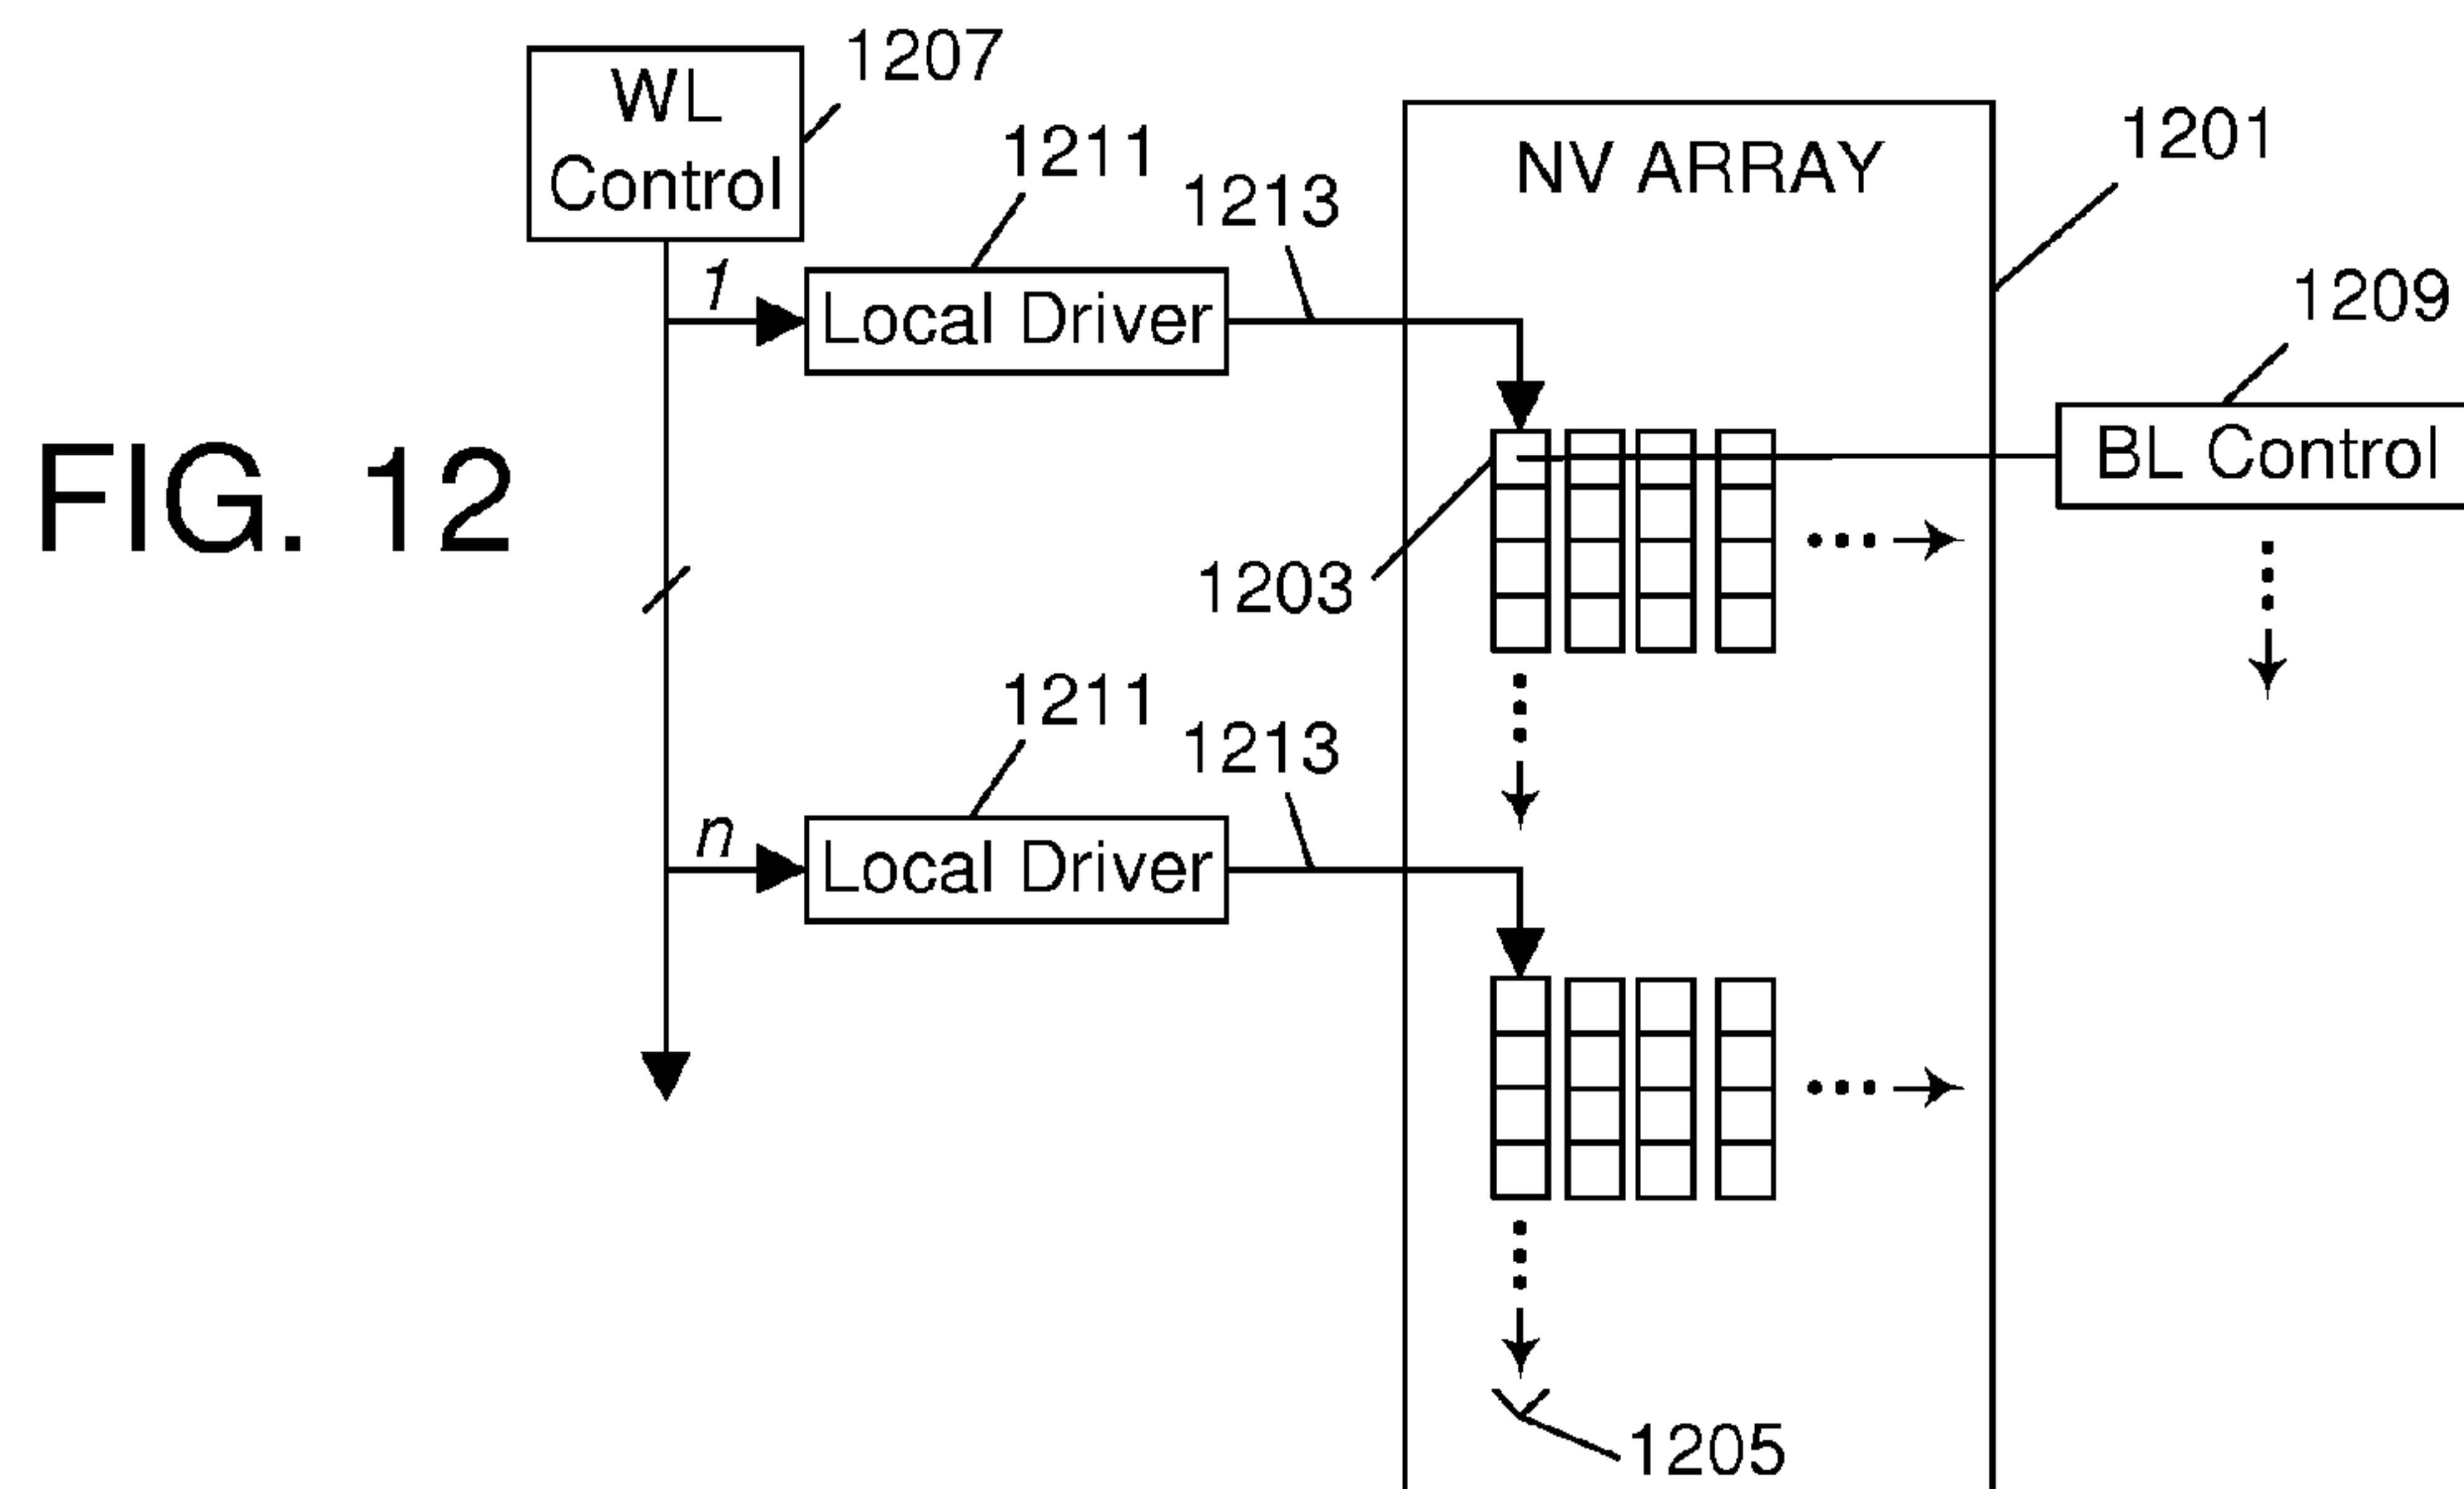 WL
Control
1207
1211
1213
NV ARRAY
1201
1
Local Driver
1209
BL Control
FIG. 12
1203
1211
1213
n
Local Driver
1205